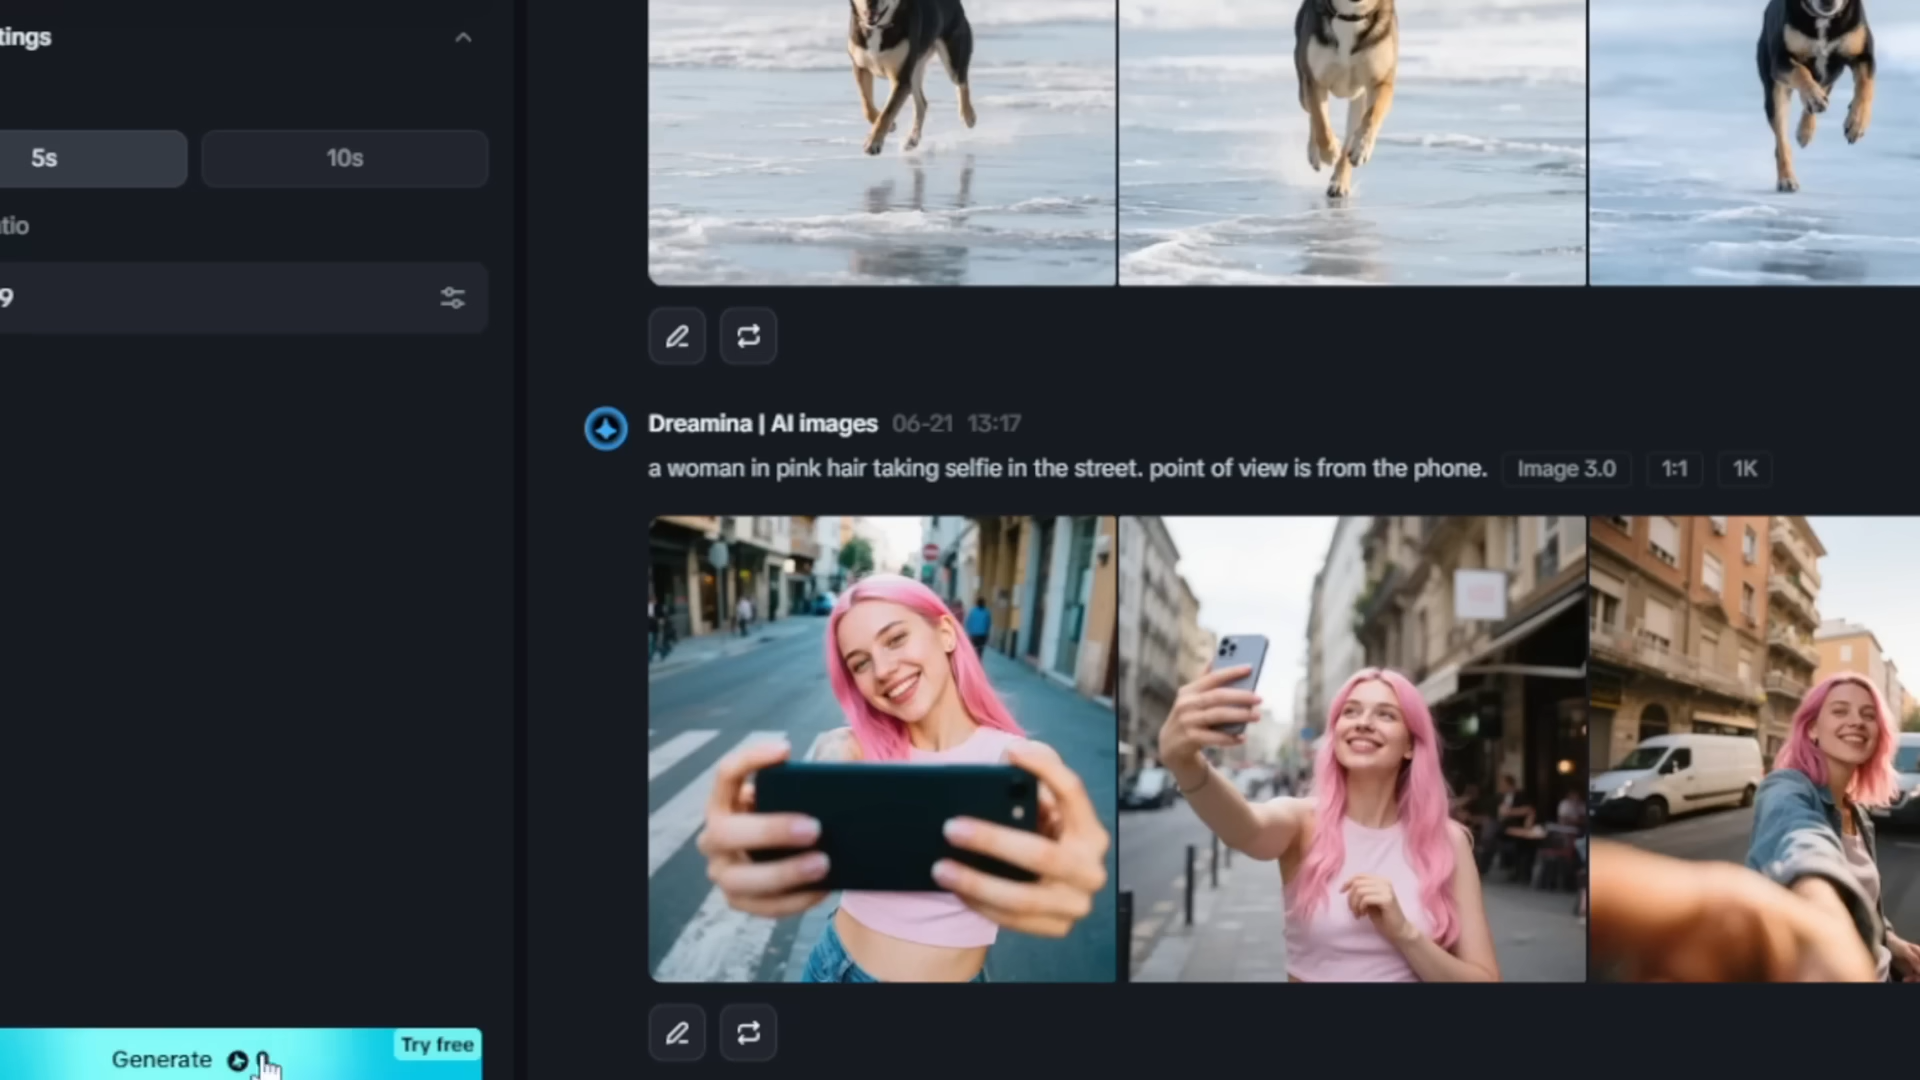 tings
5s
10s
tio
9
Dreamina | AI images 06-21 13:17
a woman in pink hair taking selfie in the street. point of view is from the phone. Image 3.0 1:1 1K
Generate
Try free